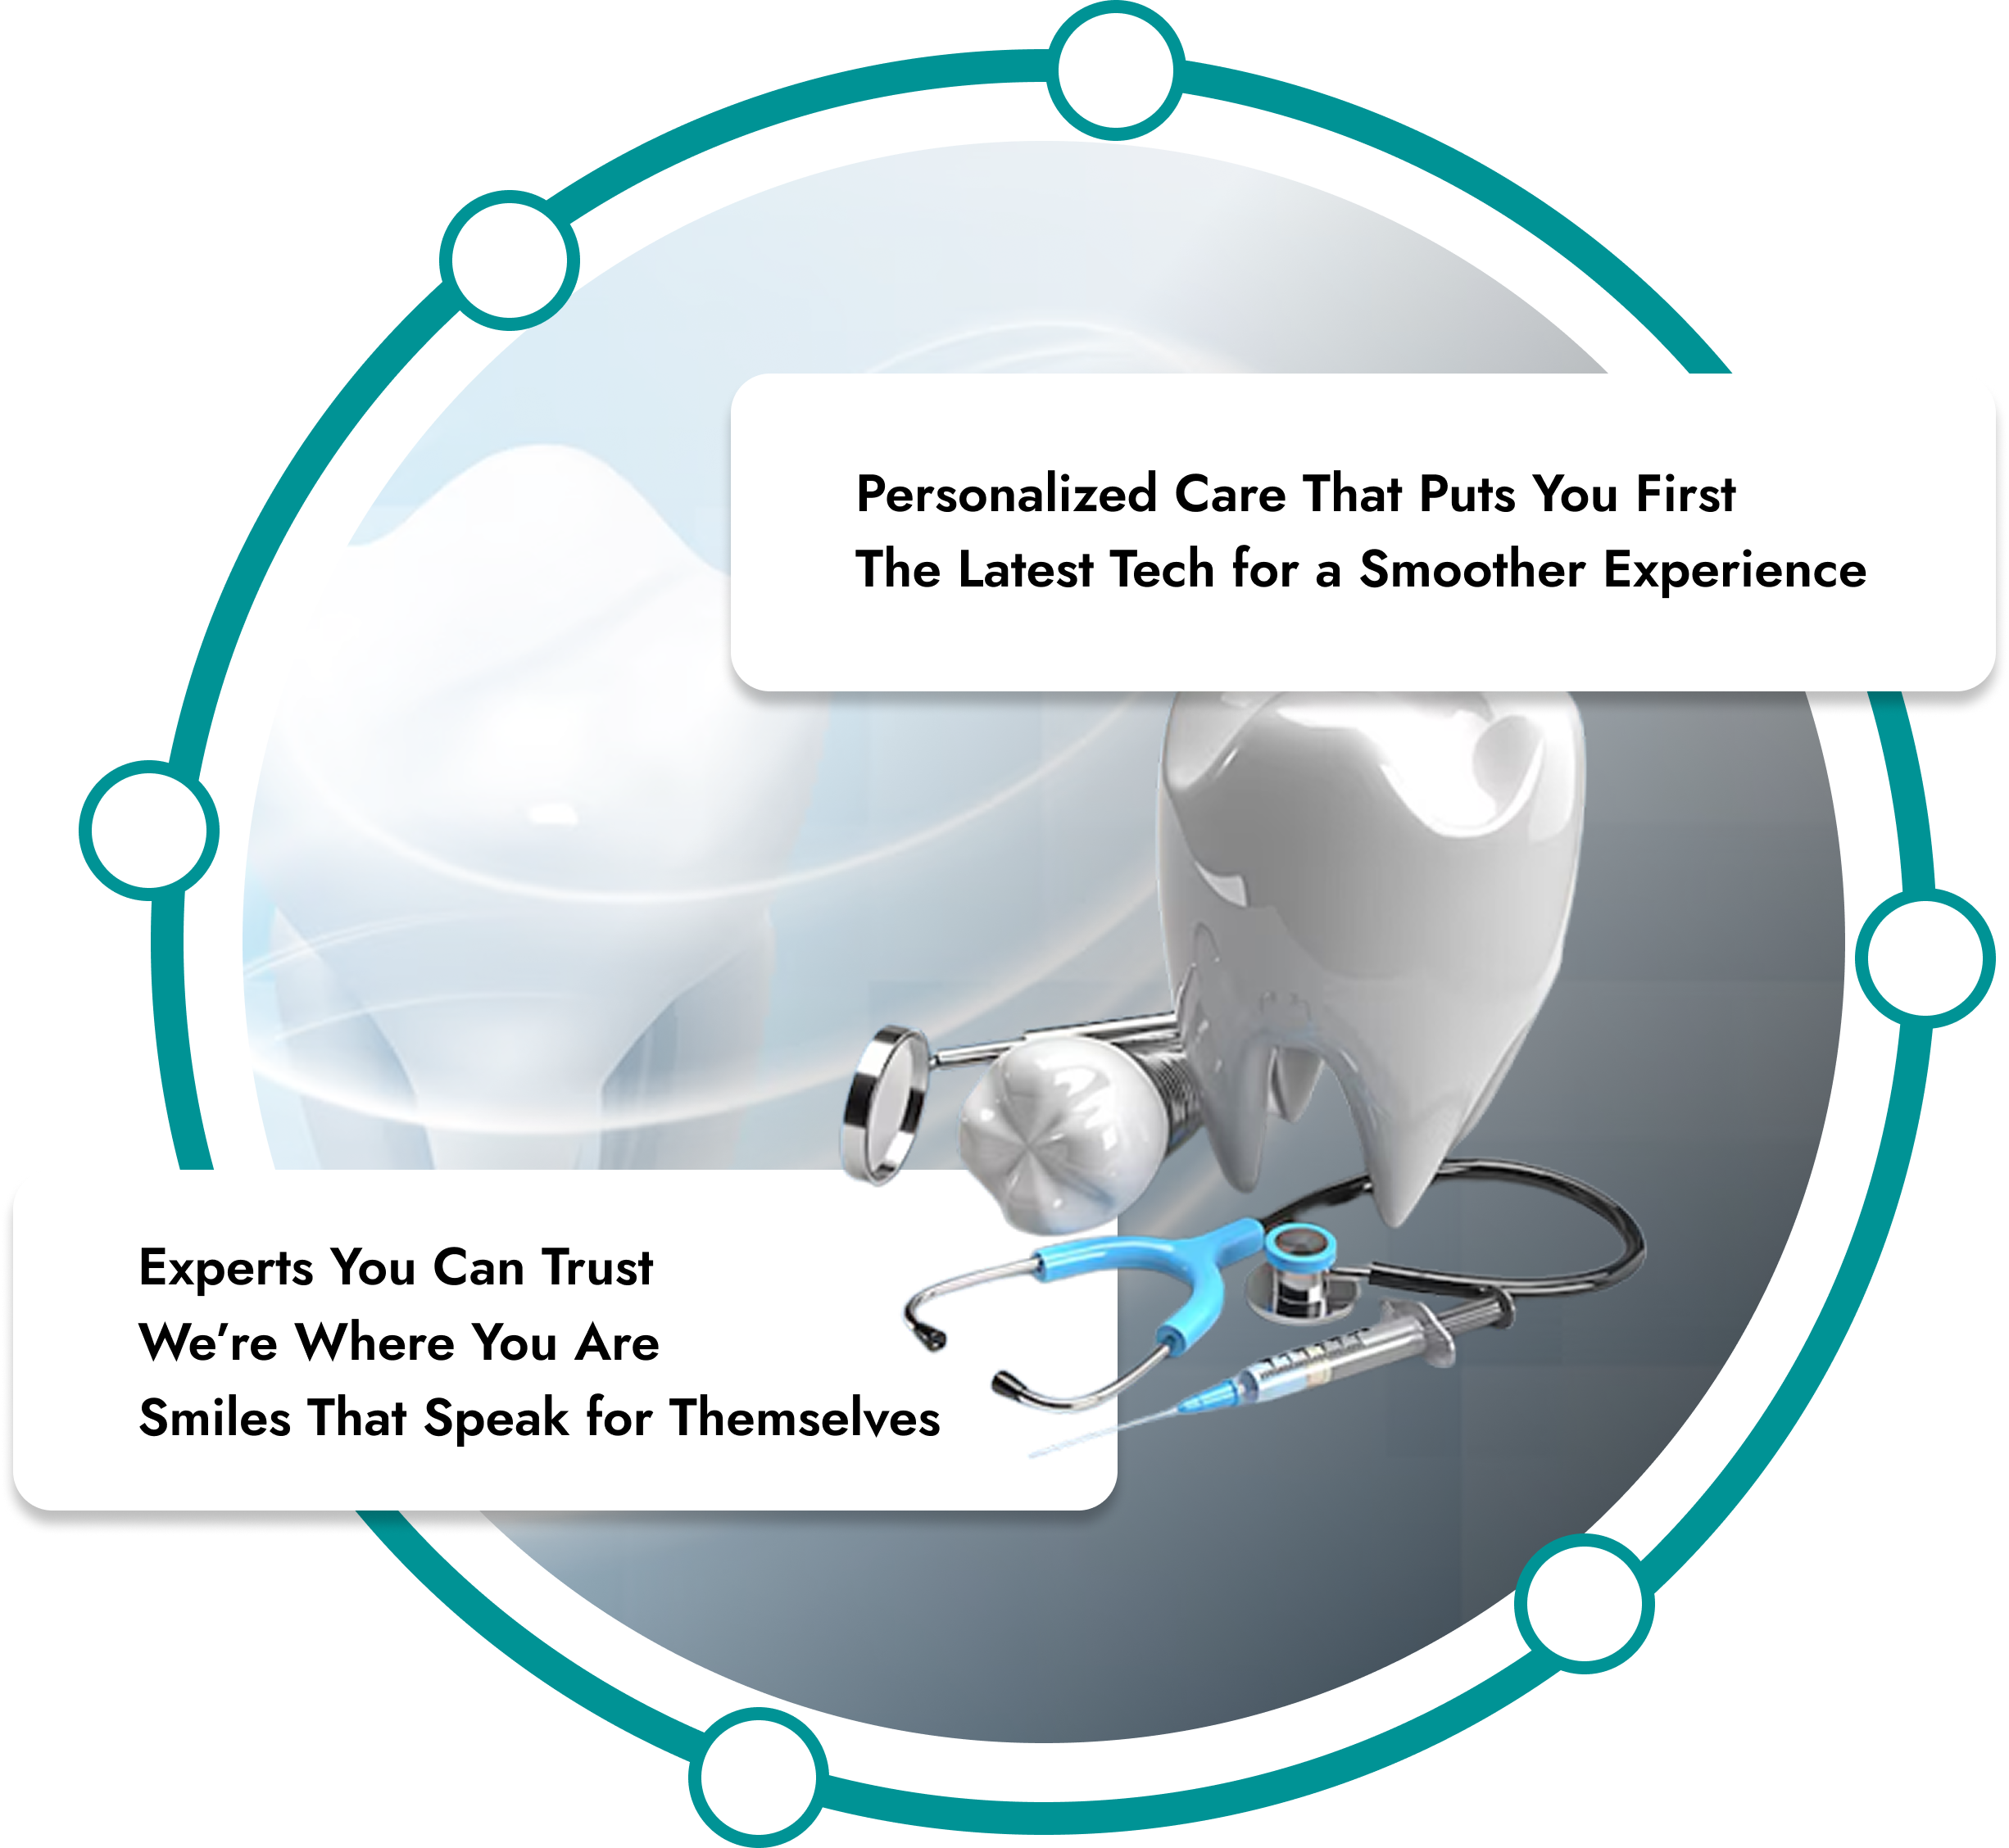 Personalized Care That Puts You First
The Latest Tech for a Smoother Experience
Experts You Can Trust
We’re Where You Are
Smiles That Speak for Themselves